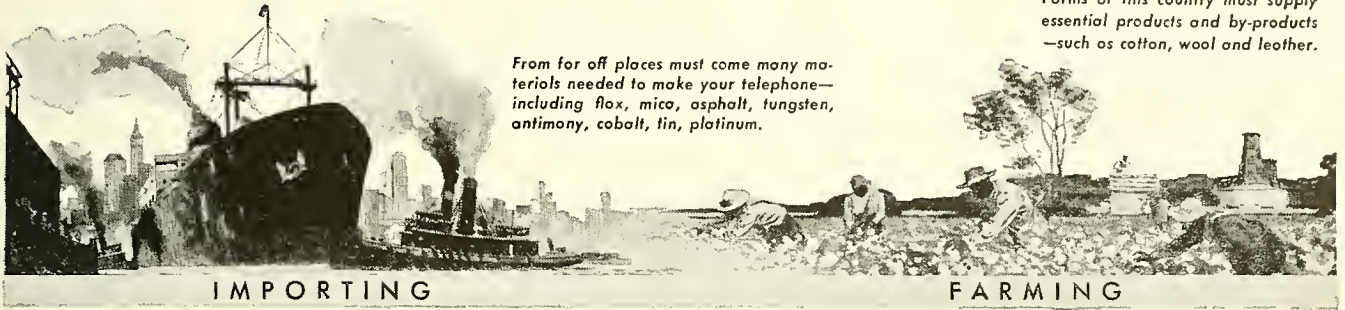 From far off places must come many ma-
terials needed to make your telephone—
including flax, mica, asphalt, tungsten,
antimony, cobalt, tin, platinum.
Farms of this country must supply
essential products and by-products
—such as cotton, wool and leather.
IMPORTING
FARMING